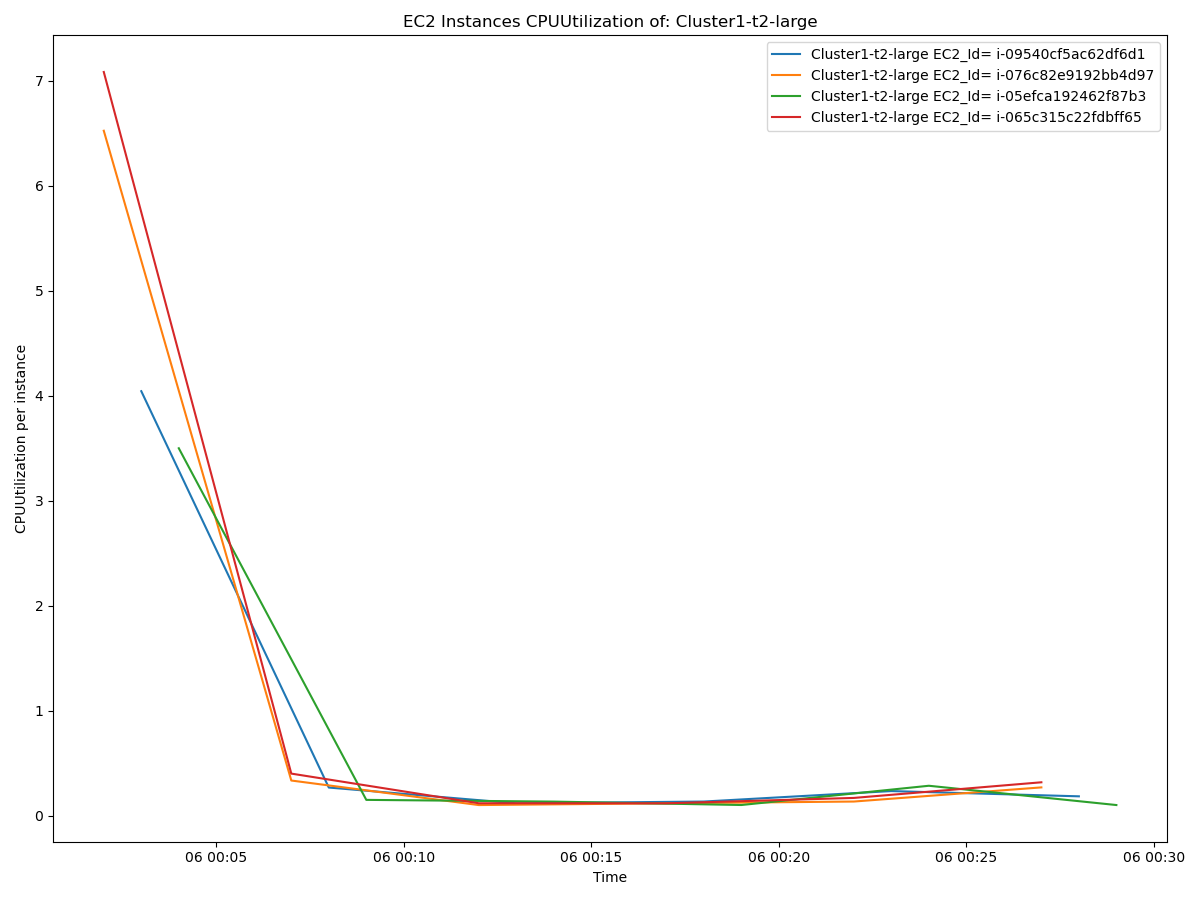 EC2 Instances CPUUtilization of: Cluster1-t2-large
Cluster1-t2-large EC2_Id= i-09540cf5ac62df6d1
Cluster1-t2-large EC2_Id= i-076c82e9192bb4d97
Cluster1-t2-large EC2_Id= i-05efca192462f87b3
Cluster1-t2-large EC2_Id= i-065c315c22fdbff65
CPUUtilization per instance
7
6
5
4
3
2
1
0
06 00:05
06 00:10
06 00:15
06 00:20
06 00:25
06 00:30
Time